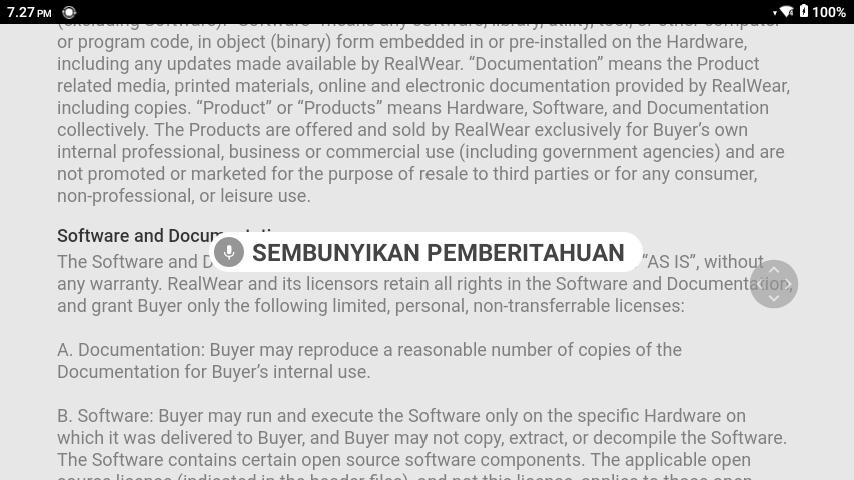 7.27 PM
100%
or program code, in object (binary) form embedded in or pre-installed on the Hardware,
including any updates made available by RealWear. “Documentation” means the Product
related media, printed materials, online and electronic documentation provided by RealWear,
including copies. “Product” or “Products” means Hardware, Software, and Documentation
collectively. The Products are offered and sold by RealWear exclusively for Buyer’s own
internal professional, business or commercial use (including government agencies) and are
not promoted or marketed for the purpose of resale to third parties or for any consumer,
non-professional, or leisure use.
Software and
SEMBUNYIKAN PEMBERITAHUAN
The Software and “AS IS”, without
any warranty. RealWear and its licensors retain all rights in the Software and Documentation,
and grant Buyer only the following limited, personal, non-transferrable licenses:
A. Documentation: Buyer may reproduce a reasonable number of copies of the
Documentation for Buyer’s internal use.
B. Software: Buyer may run and execute the Software only on the specific Hardware on
which it was delivered to Buyer, and Buyer may not copy, extract, or decompile the Software.
The Software contains certain open source software components. The applicable open